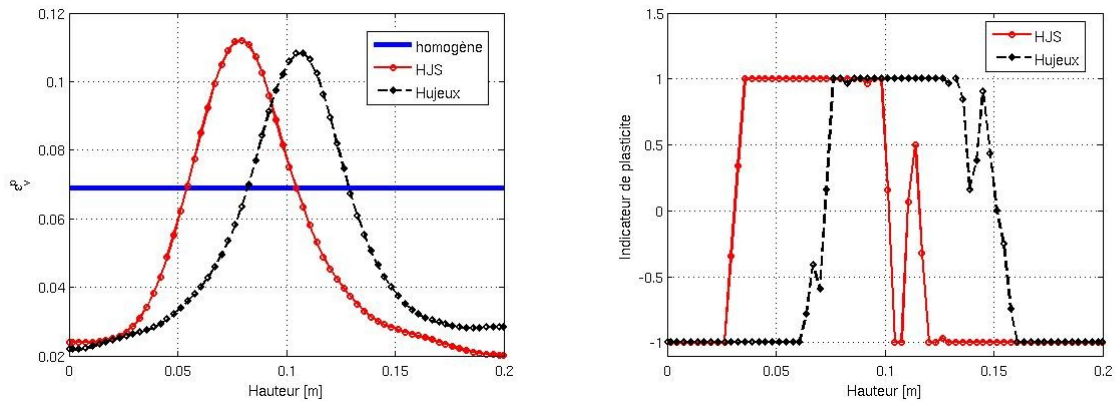 0.12
0.10
0.08
0.06
0.04
0.02
0
0.05
0.1
0.15
0.2
ε_v^p
Hauteur [m]
homogène
HJS
Hujeux
1.5
1
0.5
0
-0.5
-1
0
0.05
0.1
0.15
0.2
Indicateur de plasticite
Hauteur [m]
HJS
Hujeux